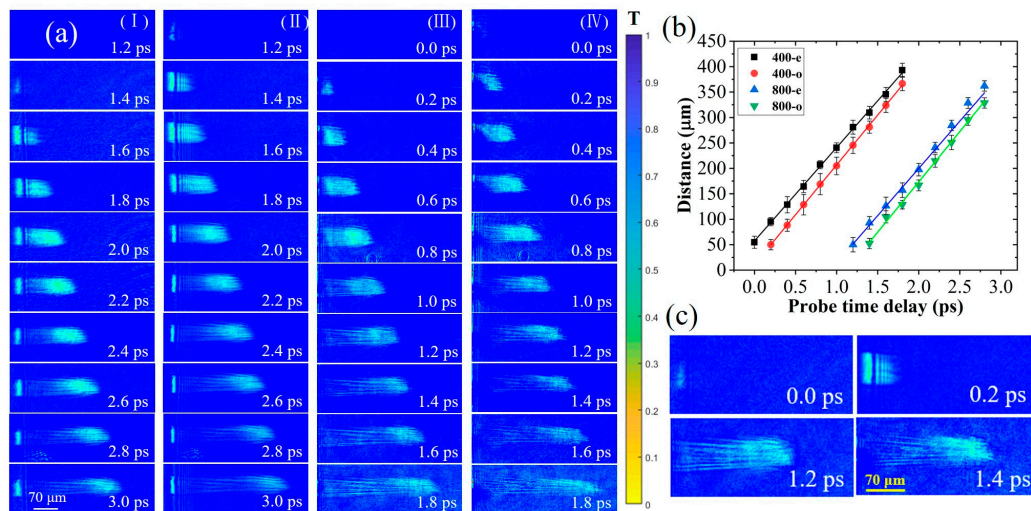 (a)
(I)
1.2 ps
1.4 ps
1.6 ps
1.8 ps
2.0 ps
2.2 ps
2.4 ps
2.6 ps
2.8 ps
70 μm
3.0 ps
(II)
1.2 ps
1.4 ps
1.6 ps
1.8 ps
2.0 ps
2.2 ps
2.4 ps
2.6 ps
2.8 ps
3.0 ps
(III)
0.0 ps
0.2 ps
0.4 ps
0.6 ps
0.8 ps
1.0 ps
1.2 ps
1.4 ps
1.6 ps
1.8 ps
(IV)
0.0 ps
0.2 ps
0.4 ps
0.6 ps
0.8 ps
1.0 ps
1.2 ps
1.4 ps
1.6 ps
1.8 ps
T
1
0.9
0.8
0.7
0.6
0.5
0.4
0.3
0.2
0.1
0
(b)
450
400
350
300
250
200
150
100
50
0
Distance (μm)
400-e
400-o
800-e
800-o
0.0 0.5 1.0 1.5 2.0 2.5 3.0
Probe time delay (ps)
(c)
0.0 ps
0.2 ps
1.2 ps
70 μm
1.4 ps